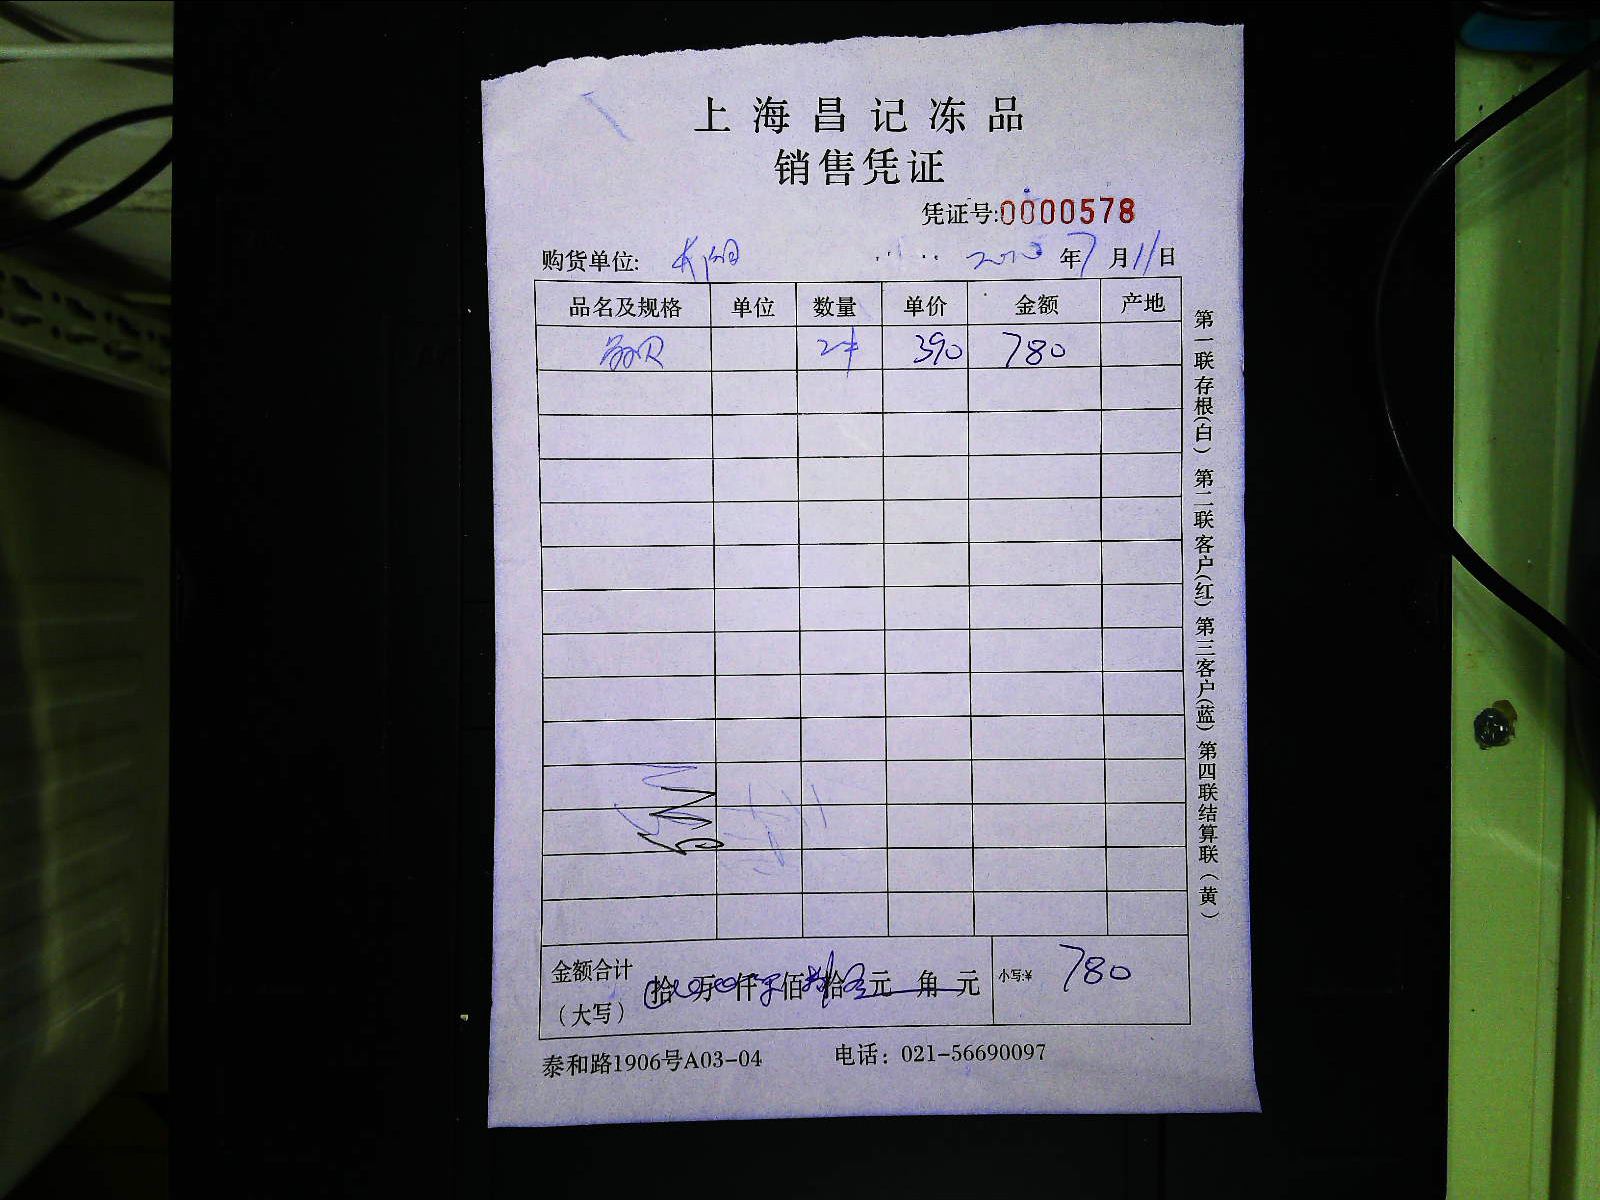 上海昌记冻品
销售凭证
凭证号:0000578
购货单位: 年7月11日
品名及规格 单位 数量 单价 金额 产地
2件 390 780
金额合计 拾万仟佰拾元角元 小写:¥ 780
（大写）
泰和路1906号A03-04 电话：021-56690097
第一联存根(白) 第二联客户(红) 第三客户(蓝) 第四联结算联（黄）